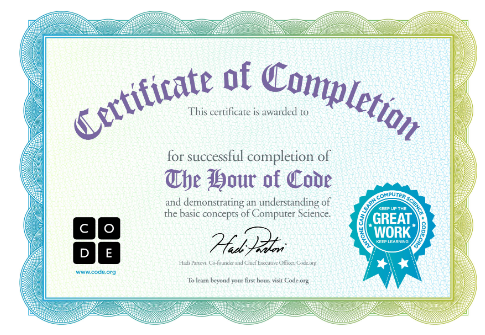 Certificate of Completion
This certificate is awarded to
for successful completion of
The Hour of Code
and demonstrating an understanding of
the basic concepts of Computer Science.
Hadi Partovi
Hadi Partovi, Co-founder and Chief Executive Officer, Code.org
To learn beyond your first hour, visit Code.org
C O
D E
www.code.org
ANYONE CAN LEARN COMPUTER SCIENCE
KEEP UP THE
GREAT
WORK
KEEP LEARNING